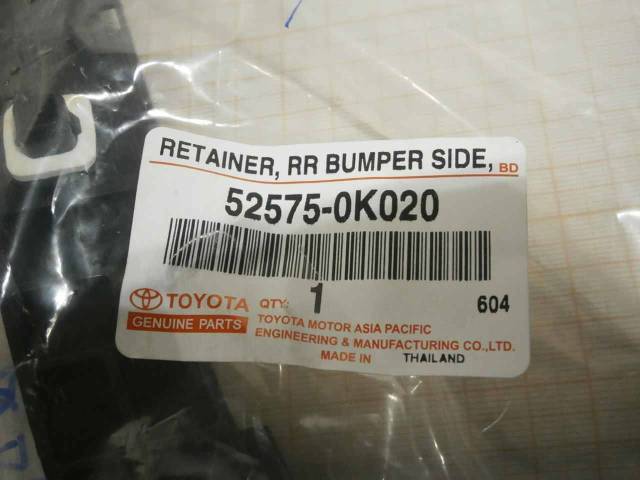 RETAINER, RR BUMPER SIDE, BD
52575-0K020
TOYOTA QTY: 1 604
GENUINE PARTS
TOYOTA MOTOR ASIA PACIFIC
ENGINEERING & MANUFACTURING CO.,LTD.
MADE IN THAILAND